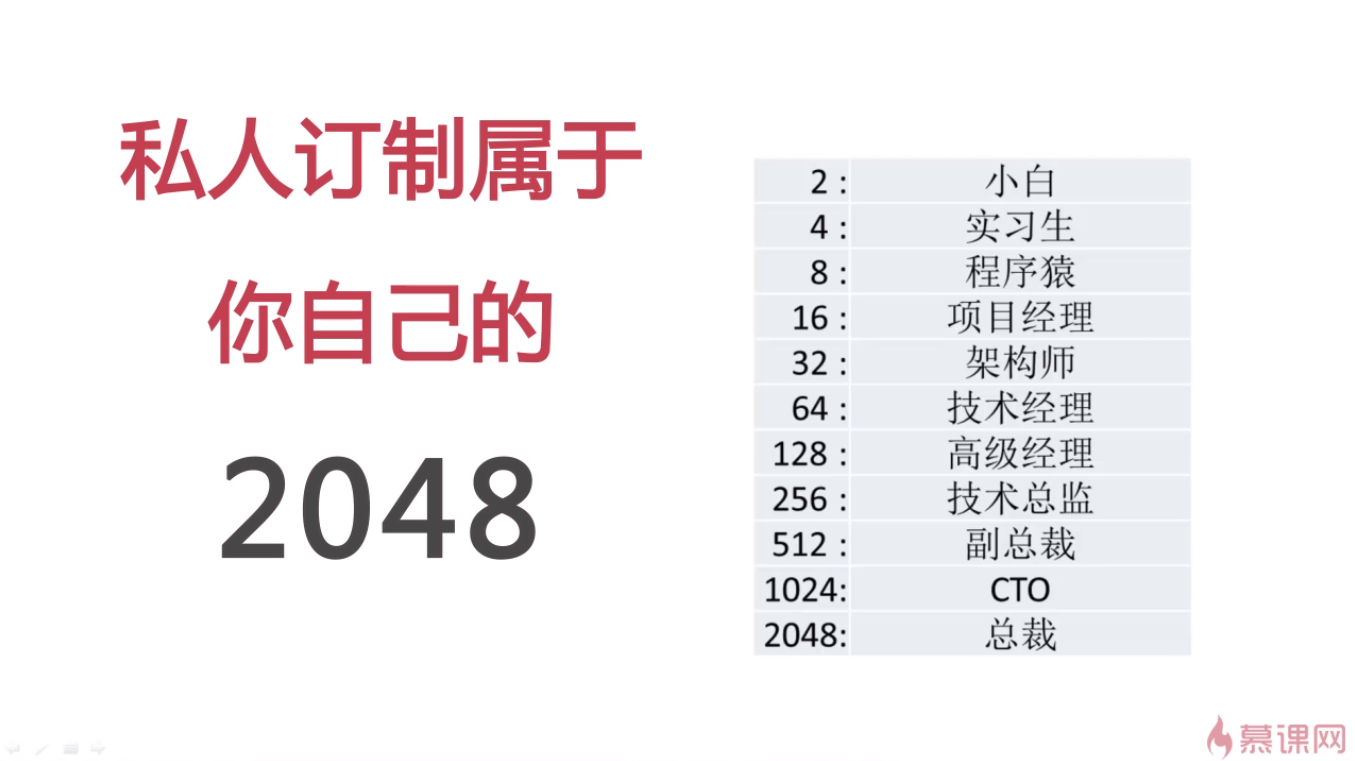 私人订制属于
你自己的
2048
2 : 小白
4 : 实习生
8 : 程序猿
16 : 项目经理
32 : 架构师
64 : 技术经理
128 : 高级经理
256 : 技术总监
512 : 副总裁
1024: CTO
2048: 总裁
慕课网